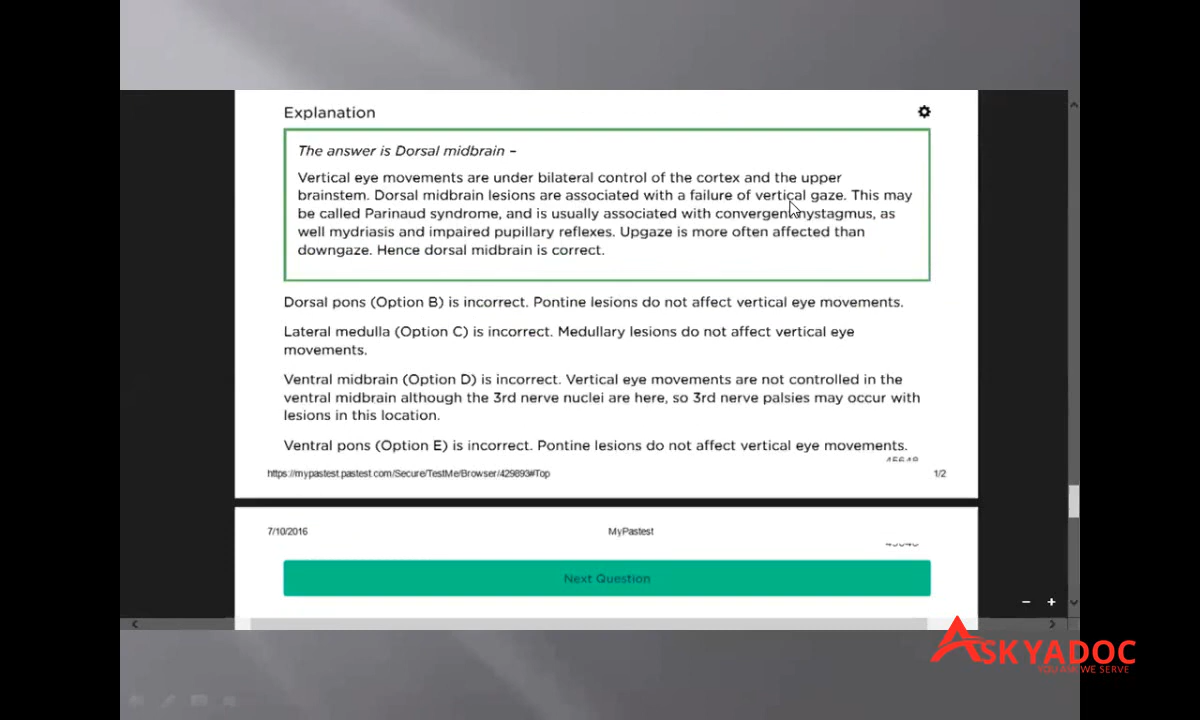 Explanation
The answer is Dorsal midbrain –
Vertical eye movements are under bilateral control of the cortex and the upper
brainstem. Dorsal midbrain lesions are associated with a failure of vertical gaze. This may
be called Parinaud syndrome, and is usually associated with convergent nystagmus, as
well mydriasis and impaired pupillary reflexes. Upgaze is more often affected than
downgaze. Hence dorsal midbrain is correct.
Dorsal pons (Option B) is incorrect. Pontine lesions do not affect vertical eye movements.
Lateral medulla (Option C) is incorrect. Medullary lesions do not affect vertical eye
movements.
Ventral midbrain (Option D) is incorrect. Vertical eye movements are not controlled in the
ventral midbrain although the 3rd nerve nuclei are here, so 3rd nerve palsies may occur with
lesions in this location.
Ventral pons (Option E) is incorrect. Pontine lesions do not affect vertical eye movements.
https://mypastest.pastest.com/Secure/TestMe/Browser/429893#Top 1/2
7/10/2016 MyPastest
Next Question
ASKYADOC
YOU ASK WE SERVE